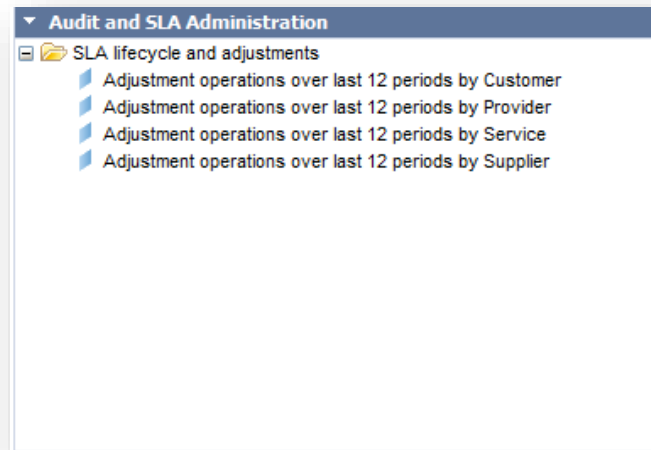 Audit and SLA Administration
SLA lifecycle and adjustments
Adjustment operations over last 12 periods by Customer
Adjustment operations over last 12 periods by Provider
Adjustment operations over last 12 periods by Service
Adjustment operations over last 12 periods by Supplier